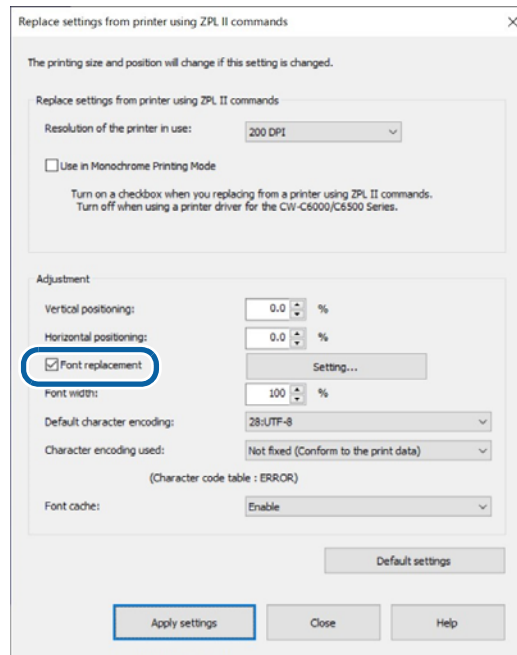 Replace settings from printer using ZPL II commands
The printing size and position will change if this setting is changed.
Replace settings from printer using ZPL II commands
Resolution of the printer in use: 200 DPI
Use in Monochrome Printing Mode
Turn on a checkbox when you replacing from a printer using ZPL II commands.
Turn off when using a printer driver for the CW-C6000/C6500 Series.
Adjustment
Vertical positioning: 0.0 %
Horizontal positioning: 0.0 %
Font replacement Setting...
Font width: 100 %
Default character encoding: 28:UTF-8
Character encoding used: Not fixed (Conform to the print data)
(Character code table : ERROR)
Font cache: Enable
Default settings
Apply settings Close Help